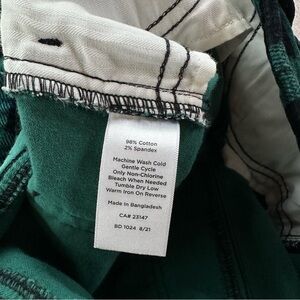 98% Cotton
2% Spandex
Machine Wash Cold
Gentle Cycle
Only Non-Chlorine
Bleach When Needed
Tumble Dry Low
Warm Iron On Reverse
Made In Bangladesh
CA# 23147
BD 1024 8/21